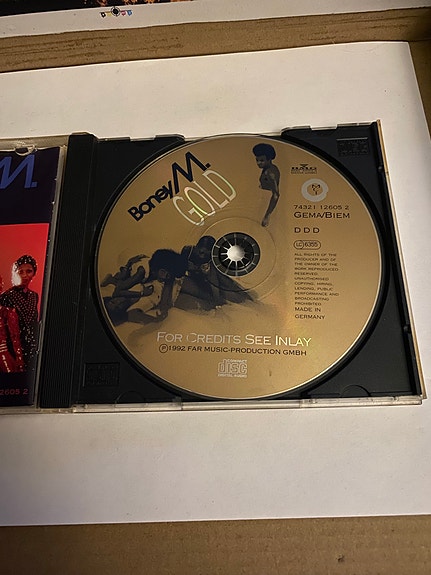 M.
12605 2
Boney M.
GOLD
BMG
74321 12605 2
GEMA/BIEM
DDD
LC 6355
ALL RIGHTS OF THE
PRODUCER AND OF
THE OWNER OF THE
WORK REPRODUCED
RESERVED.
UNAUTHORISED
COPYING, HIRING,
LENDING, PUBLIC
PERFORMANCE AND
BROADCASTING
PROHIBITED.
MADE IN
GERMANY
FOR CREDITS SEE INLAY
Ⓟ1992 FAR MUSIC-PRODUCTION GMBH
COMPACT
disc
DIGITAL AUDIO